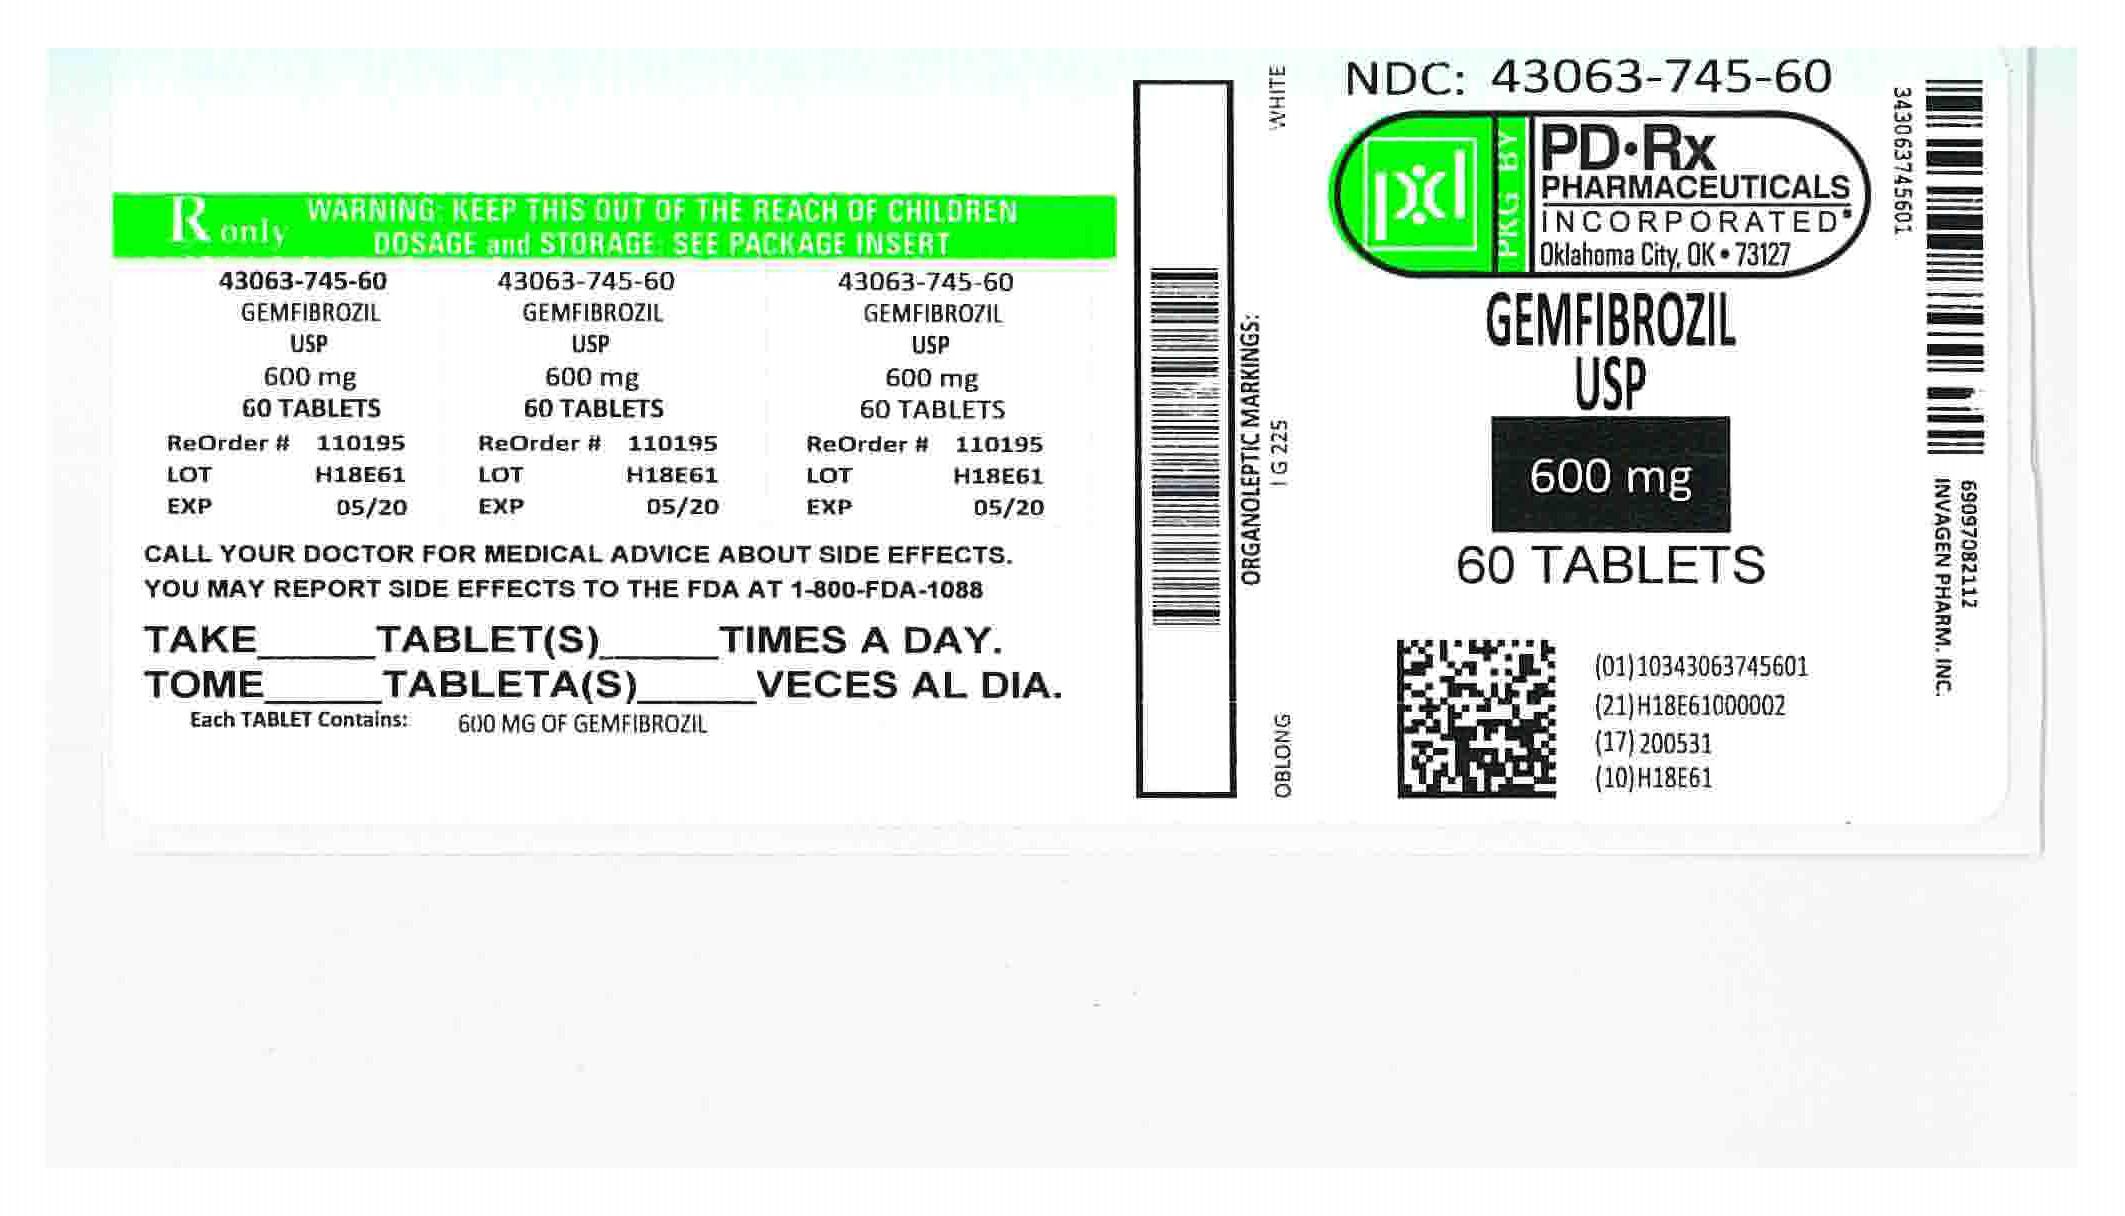 R only
WARNING: KEEP THIS OUT OF THE REACH OF CHILDREN
DOSAGE and STORAGE: SEE PACKAGE INSERT
43063-745-60
GEMFIBROZIL
USP
600 mg
60 TABLETS
ReOrder # 110195
LOT H18E61
EXP 05/20
43063-745-60
GEMFIBROZIL
USP
600 mg
60 TABLETS
ReOrder # 110195
LOT H18E61
EXP 05/20
43063-745-60
GEMFIBROZIL
USP
600 mg
60 TABLETS
ReOrder # 110195
LOT H18E61
EXP 05/20
CALL YOUR DOCTOR FOR MEDICAL ADVICE ABOUT SIDE EFFECTS.
YOU MAY REPORT SIDE EFFECTS TO THE FDA AT 1-800-FDA-1088
TAKE______TABLET(S)______TIMES A DAY.
TOME______TABLETA(S)______VECES AL DIA.
Each TABLET Contains: 600 MG OF GEMFIBROZIL
ORGANOLEPTIC MARKINGS:
OBLONG I G 225 WHITE
NDC: 43063-745-60
pd
PKG BY
PD•Rx
PHARMACEUTICALS
INCORPORATED®
Oklahoma City, OK • 73127
GEMFIBROZIL
USP
600 mg
60 TABLETS
(01)10343063745601
(21)H18E61000002
(17)200531
(10)H18E61
343063745601
69097082112
INVAGEN PHARM. INC.